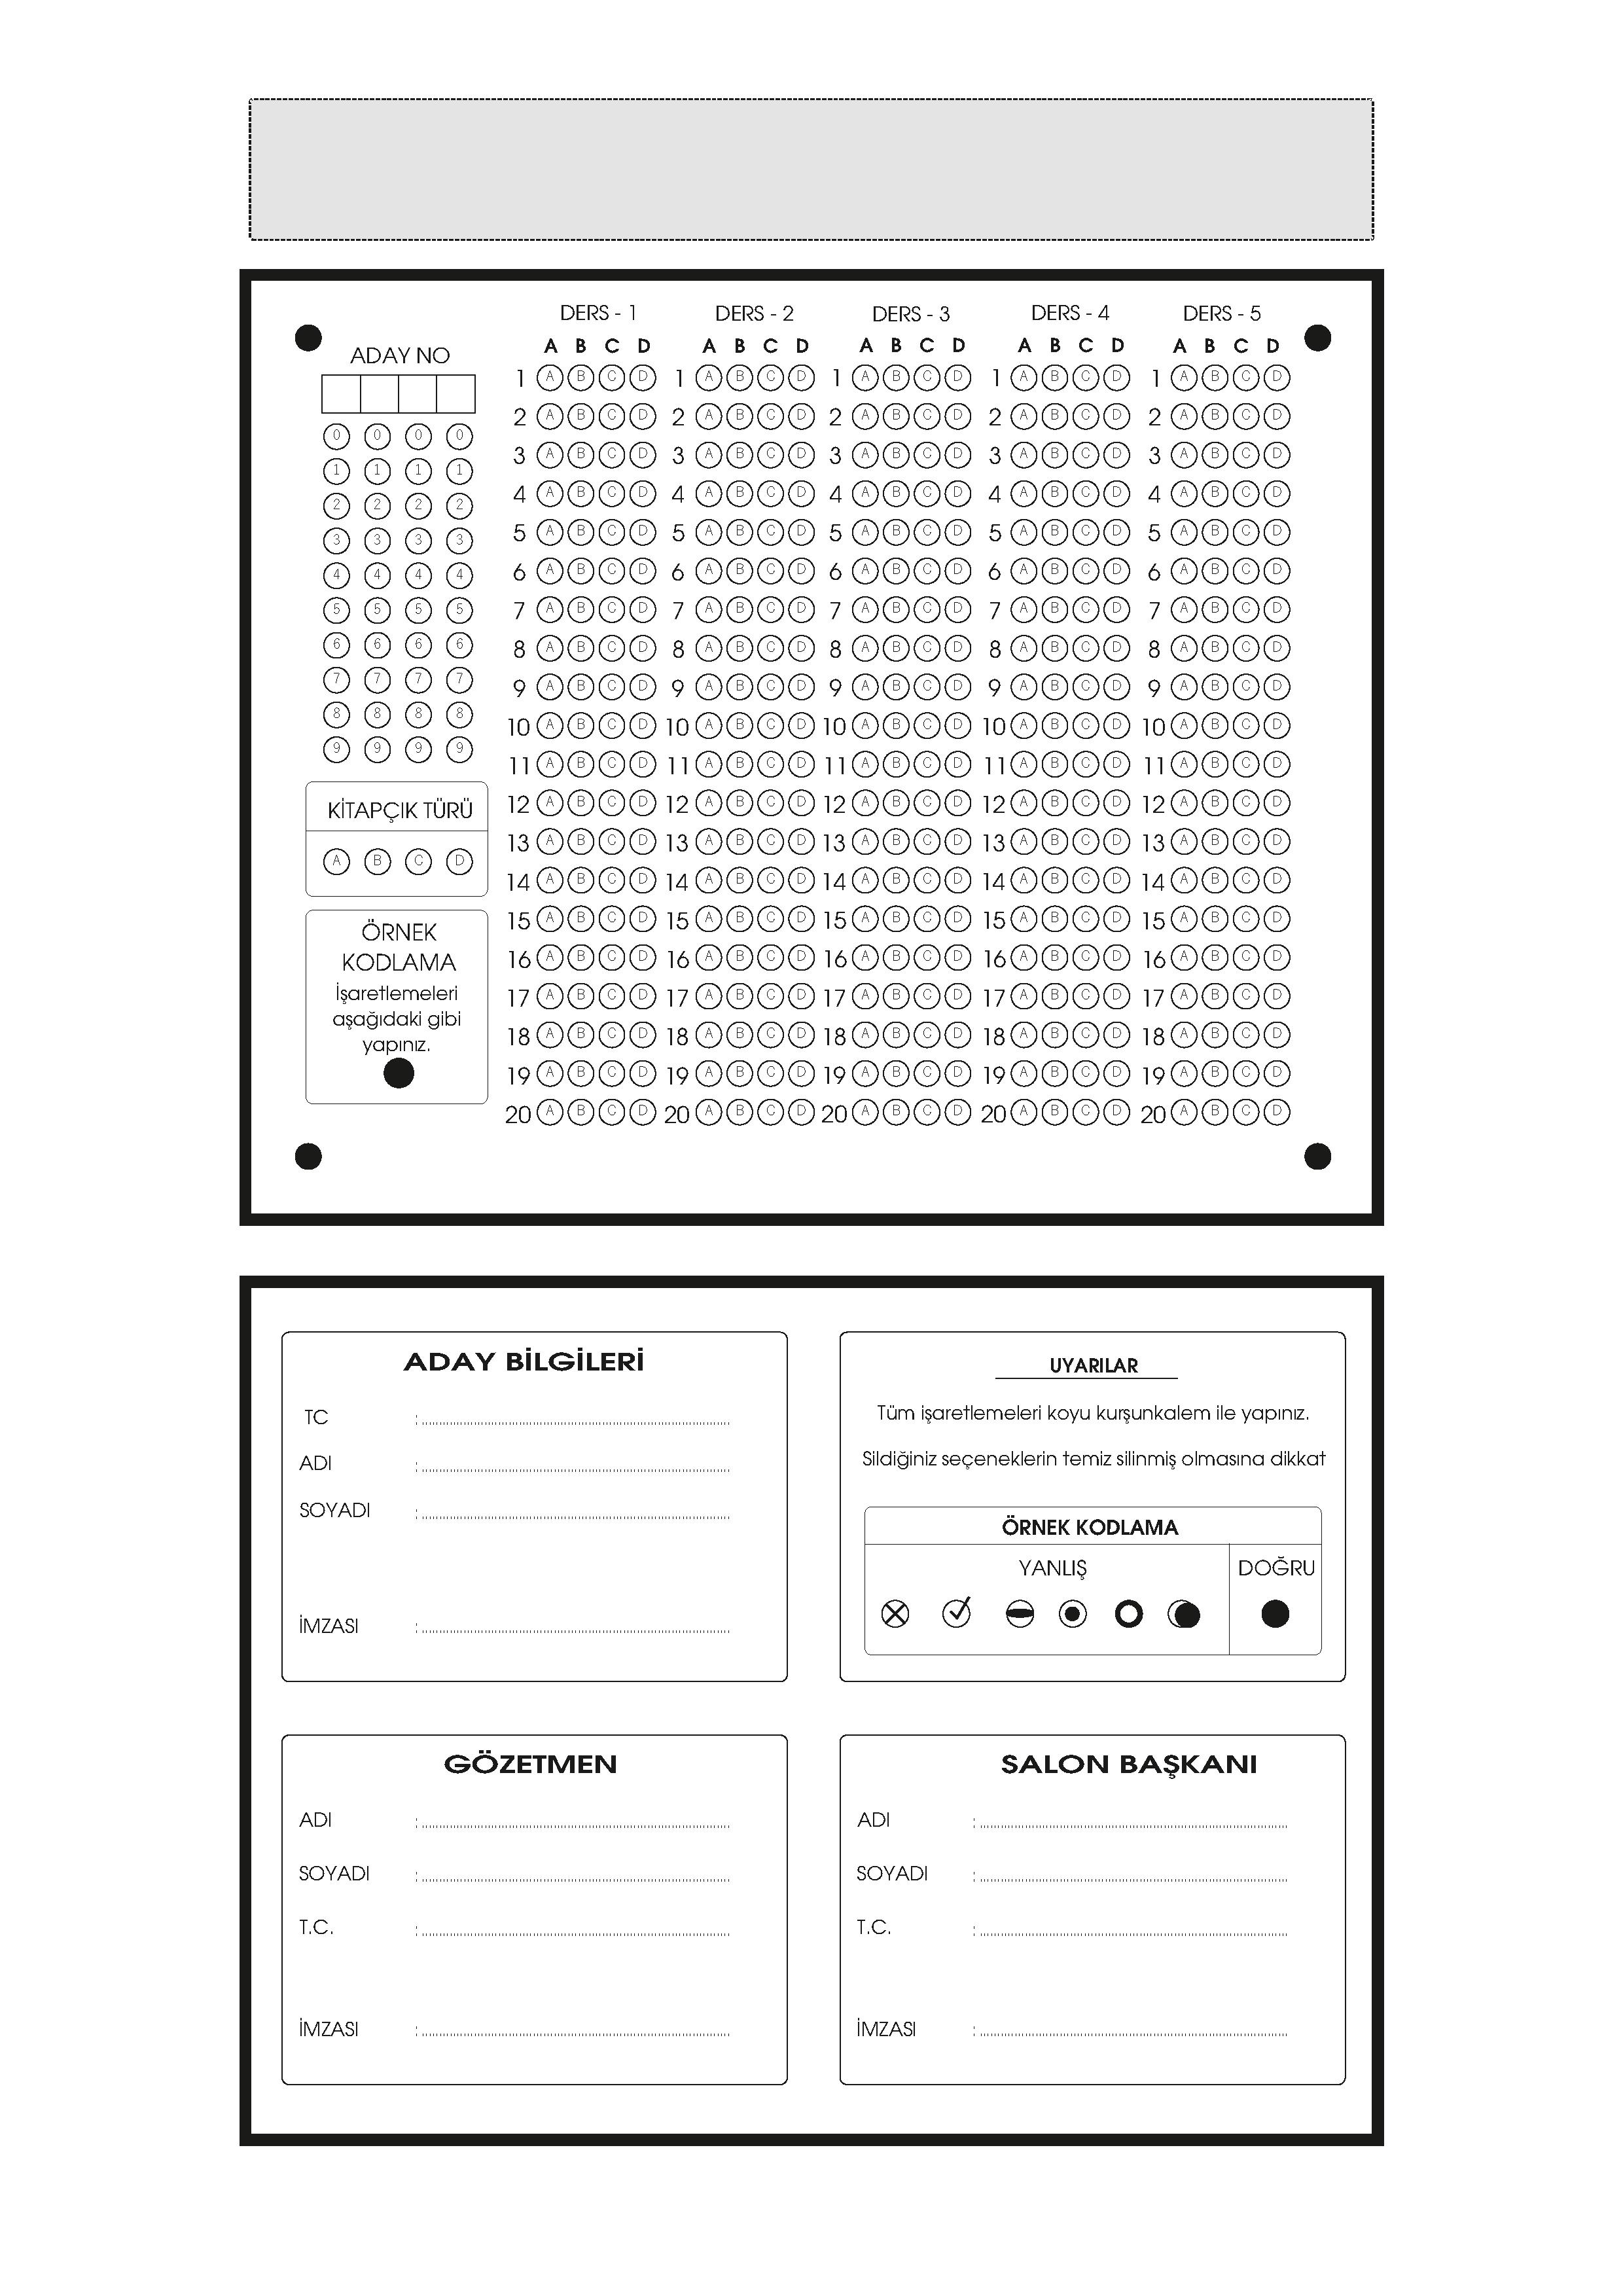 DERS - 1 DERS - 2 DERS - 3 DERS - 4 DERS - 5
A B C D A B C D A B C D A B C D A B C D
ADAY NO
0 0 0 0
1 1 1 1
2 2 2 2
3 3 3 3
4 4 4 4
5 5 5 5
6 6 6 6
7 7 7 7
8 8 8 8
9 9 9 9
KİTAPÇIK TÜRÜ
A B C D
ÖRNEK
KODLAMA
İşaretlemeleri
aşağıdaki gibi
yapınız.
1 A B C D 1 A B C D 1 A B C D 1 A B C D 1 A B C D
2 A B C D 2 A B C D 2 A B C D 2 A B C D 2 A B C D
3 A B C D 3 A B C D 3 A B C D 3 A B C D 3 A B C D
4 A B C D 4 A B C D 4 A B C D 4 A B C D 4 A B C D
5 A B C D 5 A B C D 5 A B C D 5 A B C D 5 A B C D
6 A B C D 6 A B C D 6 A B C D 6 A B C D 6 A B C D
7 A B C D 7 A B C D 7 A B C D 7 A B C D 7 A B C D
8 A B C D 8 A B C D 8 A B C D 8 A B C D 8 A B C D
9 A B C D 9 A B C D 9 A B C D 9 A B C D 9 A B C D
10 A B C D 10 A B C D 10 A B C D 10 A B C D 10 A B C D
11 A B C D 11 A B C D 11 A B C D 11 A B C D 11 A B C D
12 A B C D 12 A B C D 12 A B C D 12 A B C D 12 A B C D
13 A B C D 13 A B C D 13 A B C D 13 A B C D 13 A B C D
14 A B C D 14 A B C D 14 A B C D 14 A B C D 14 A B C D
15 A B C D 15 A B C D 15 A B C D 15 A B C D 15 A B C D
16 A B C D 16 A B C D 16 A B C D 16 A B C D 16 A B C D
17 A B C D 17 A B C D 17 A B C D 17 A B C D 17 A B C D
18 A B C D 18 A B C D 18 A B C D 18 A B C D 18 A B C D
19 A B C D 19 A B C D 19 A B C D 19 A B C D 19 A B C D
20 A B C D 20 A B C D 20 A B C D 20 A B C D 20 A B C D
ADAY BİLGİLERİ
TC :
ADI :
SOYADI :
İMZASI :
UYARILAR
Tüm işaretlemeleri koyu kurşunkalem ile yapınız.
Sildiğiniz seçeneklerin temiz silinmiş olmasına dikkat
ÖRNEK KODLAMA
YANLIŞ DOĞRU
GÖZETMEN
ADI :
SOYADI :
T.C. :
İMZASI :
SALON BAŞKANI
ADI :
SOYADI :
T.C. :
İMZASI :